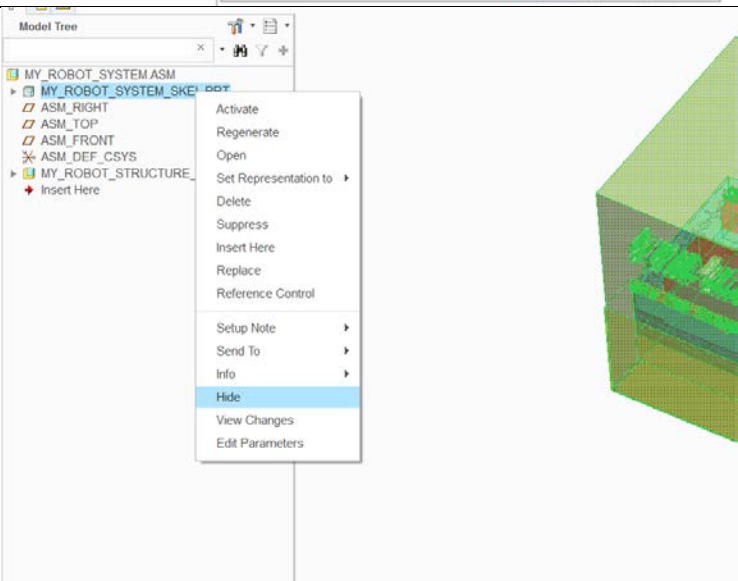 Model Tree
MY_ROBOT_SYSTEM.ASM
MY_ROBOT_SYSTEM_SKEL.PRT
ASM_RIGHT
ASM_TOP
ASM_FRONT
ASM_DEF_CSYS
MY_ROBOT_STRUCTURE_
Insert Here
Activate
Regenerate
Open
Set Representation to
Delete
Suppress
Insert Here
Replace
Reference Control
Setup Note
Send To
Info
Hide
View Changes
Edit Parameters